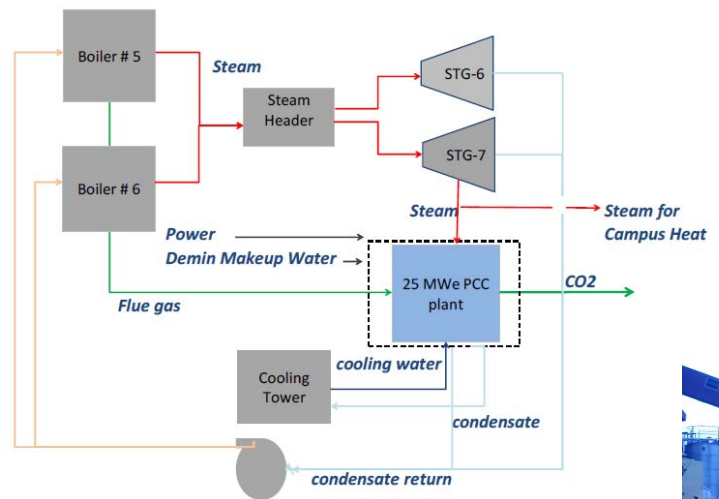 Boiler # 5
Steam
STG-6
Steam
Header
STG-7
Boiler # 6
Steam
Steam for
Campus Heat
Power
Demin Makeup Water
25 MWe PCC
plant
CO2
Flue gas
cooling water
Cooling
Tower
condensate
condensate return